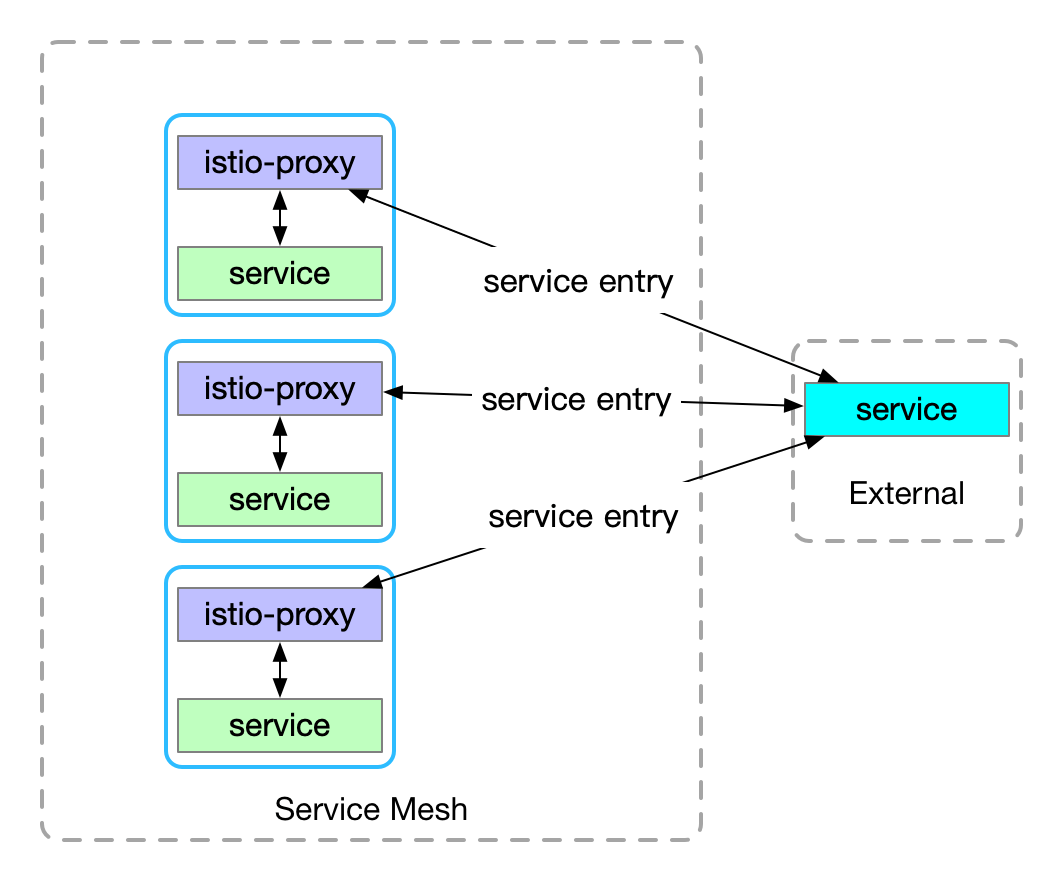 istio-proxy
service
service entry
istio-proxy
service entry
service
service
External
service entry
istio-proxy
service
Service Mesh